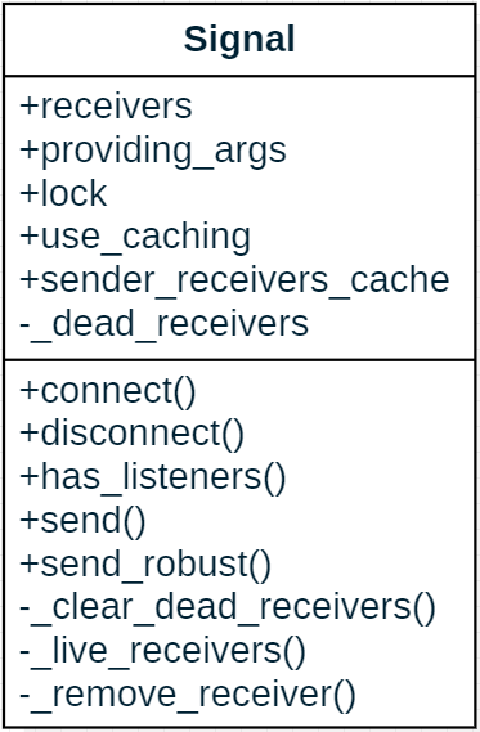 Signal
+receivers
+providing_args
+lock
+use_caching
+sender_receivers_cache
-_dead_receivers
+connect()
+disconnect()
+has_listeners()
+send()
+send_robust()
-_clear_dead_receivers()
-_live_receivers()
-_remove_receiver()